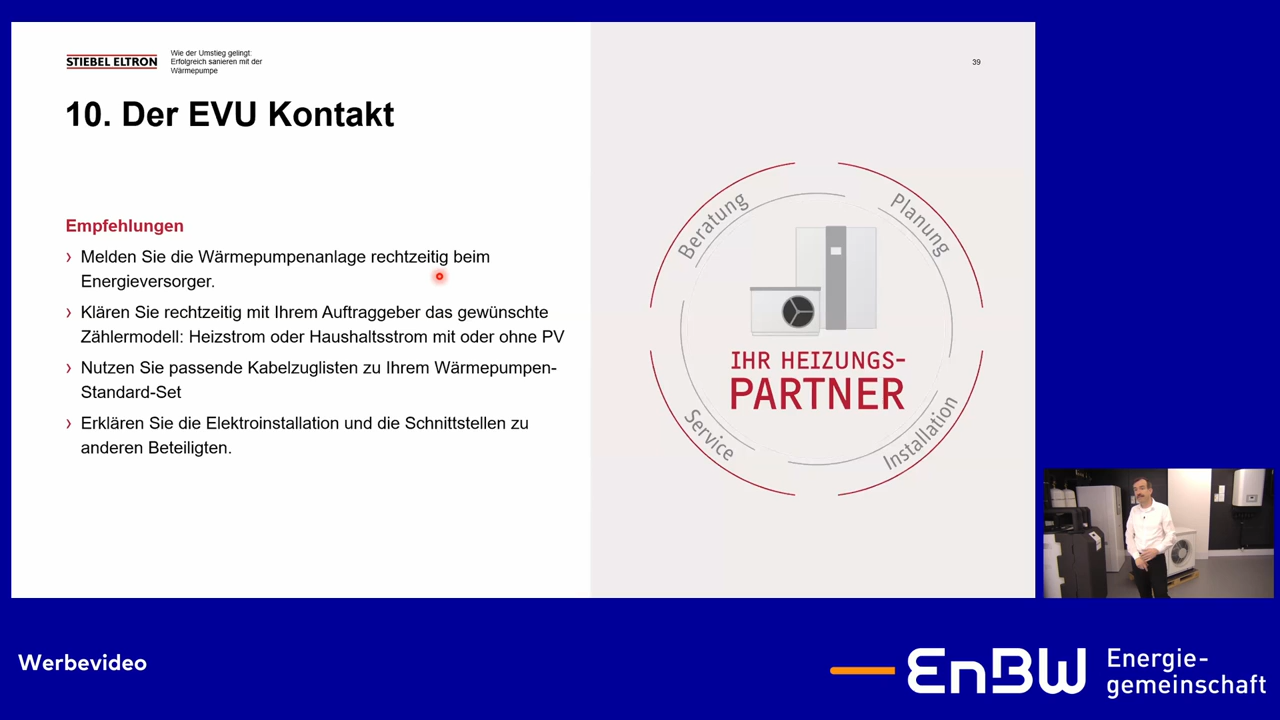 STIEBEL ELTRON
Wie der Umstieg gelingt:
Erfolgreich sanieren mit der
Wärmepumpe
39
10. Der EVU Kontakt
Empfehlungen
› Melden Sie die Wärmepumpenanlage rechtzeitig beim
Energieversorger.
› Klären Sie rechtzeitig mit Ihrem Auftraggeber das gewünschte
Zählermodell: Heizstrom oder Haushaltsstrom mit oder ohne PV
› Nutzen Sie passende Kabelzuglisten zu Ihrem Wärmepumpen-
Standard-Set
› Erklären Sie die Elektroinstallation und die Schnittstellen zu
anderen Beteiligten.
Beratung
Planung
IHR HEIZUNGS-
PARTNER
Service
Installation
Werbevideo
EnBW
Energie-
gemeinschaft